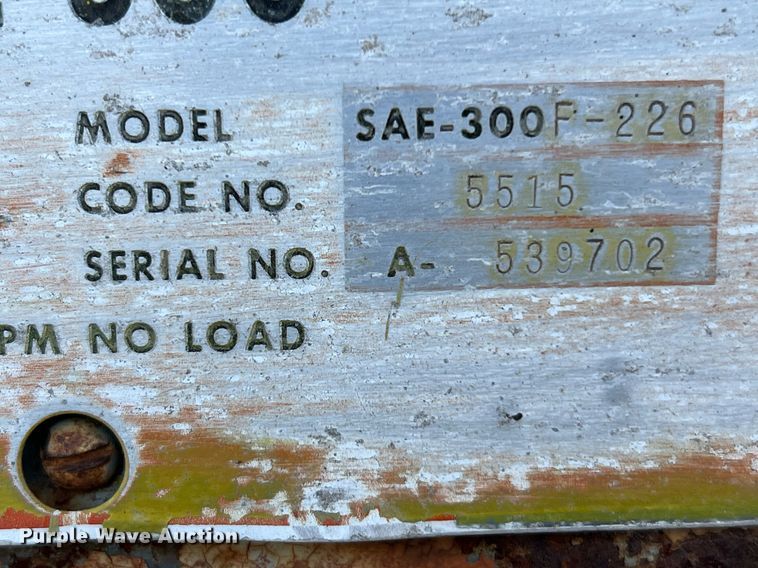 MODEL SAE-300F-226
CODE NO. 5515
SERIAL NO. A- 539702
PM NO LOAD
Purple Wave Auction